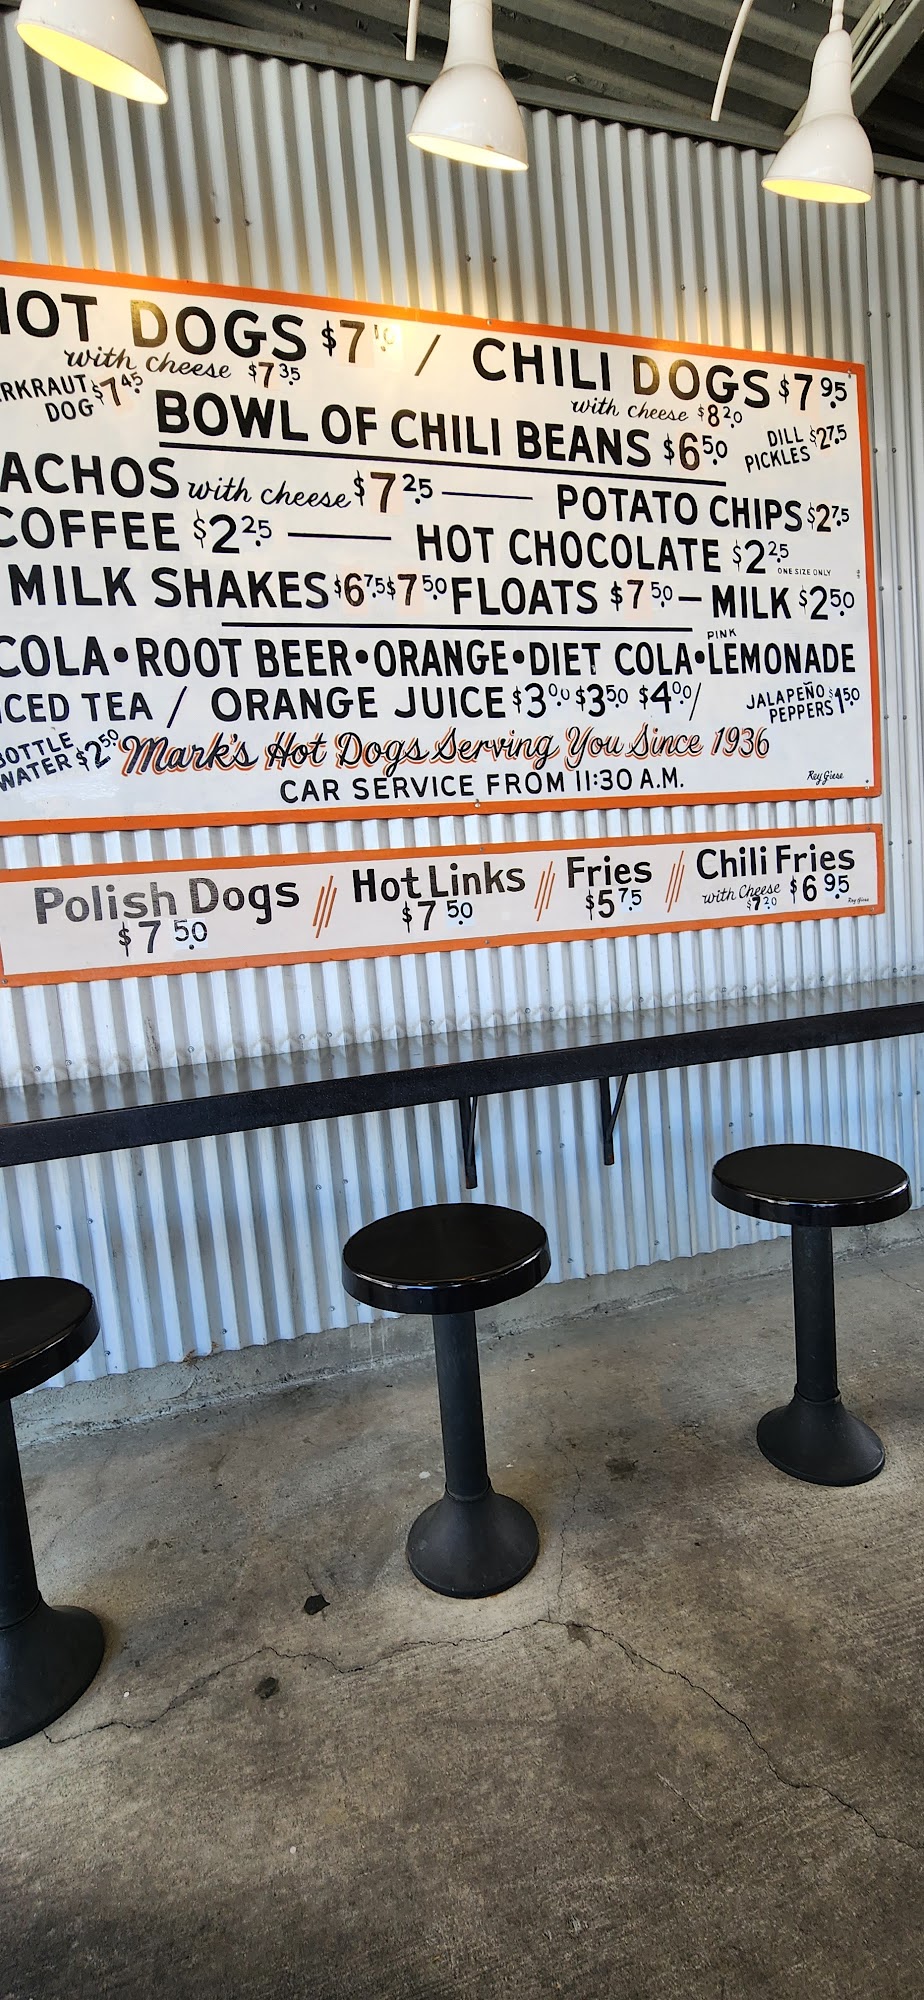 HOT DOGS $7 / CHILI DOGS $7.95
with cheese $7.35 with cheese $8.20
ERKRAUT DOG $7.45
BOWL OF CHILI BEANS $6.50
DILL PICKLES $2.75
ACHOS with cheese $7.25 POTATO CHIPS $2.75
COFFEE $2.25 HOT CHOCOLATE $2.25
ONE SIZE ONLY
MILK SHAKES $6.75 $7.50 FLOATS $7.50 — MILK $2.50
PINK
COLA•ROOT BEER•ORANGE•DIET COLA•LEMONADE
ICED TEA / ORANGE JUICE $3.00 $3.50 $4.00/
JALAPEÑO PEPPERS $1.50
BOTTLE WATER $2.50
Mark's Hot Dogs Serving You Since 1936
CAR SERVICE FROM 11:30 A.M.
Rey Giese
Polish Dogs /// Hot Links /// Fries /// Chili Fries
$7.50 $7.50 $5.75 $6.95
with Cheese $7.20
Rey Giese